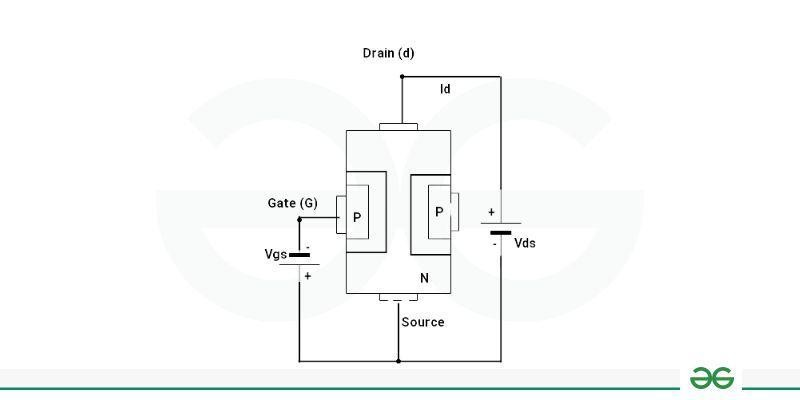 Drain (d)
Id
Gate (G)
P
P
+
-
Vgs
+
-
Vds
N
Source